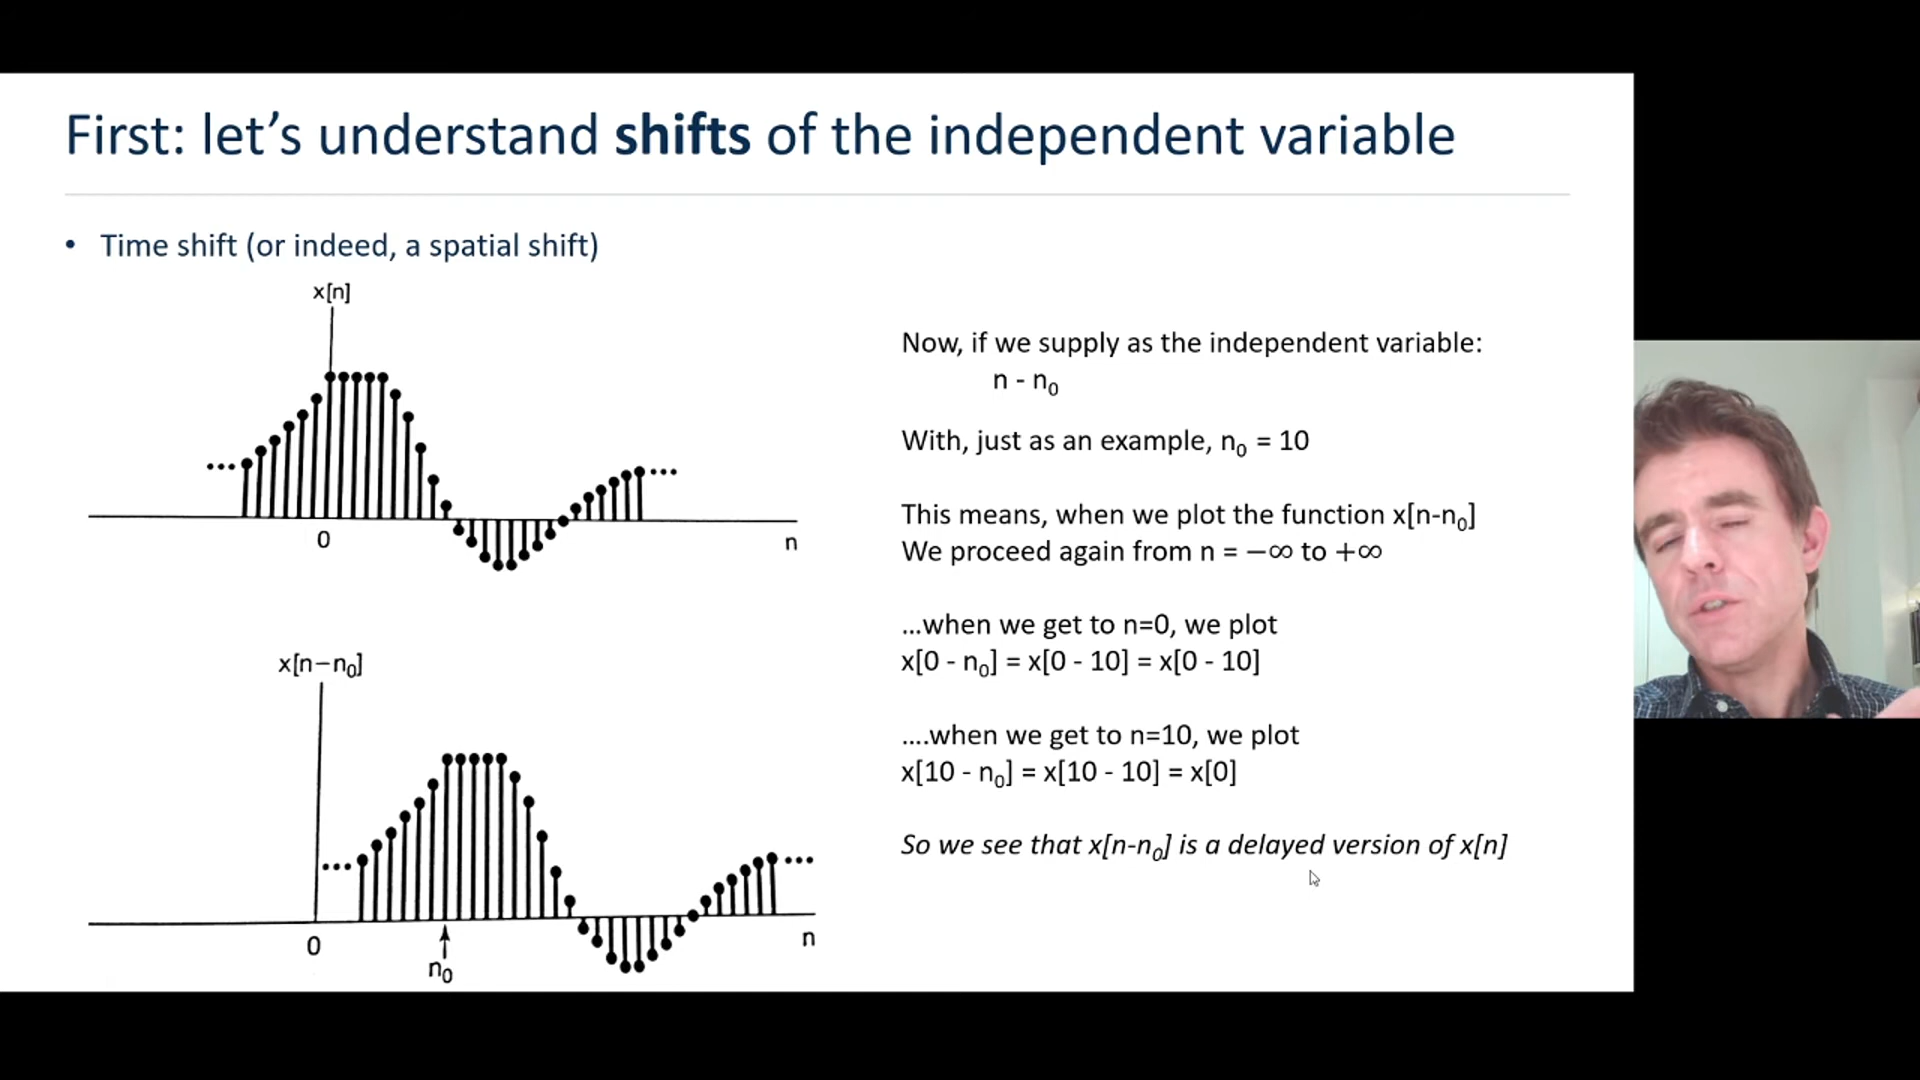 First: let's understand shifts of the independent variable
• Time shift (or indeed, a spatial shift)
x[n]
0
n
x[n−n₀]
0
n₀
n
Now, if we supply as the independent variable:
n - n₀
With, just as an example, n₀ = 10
This means, when we plot the function x[n-n₀]
We proceed again from n = −∞ to +∞
...when we get to n=0, we plot
x[0 - n₀] = x[0 - 10] = x[0 - 10]
....when we get to n=10, we plot
x[10 - n₀] = x[10 - 10] = x[0]
So we see that x[n-n₀] is a delayed version of x[n]